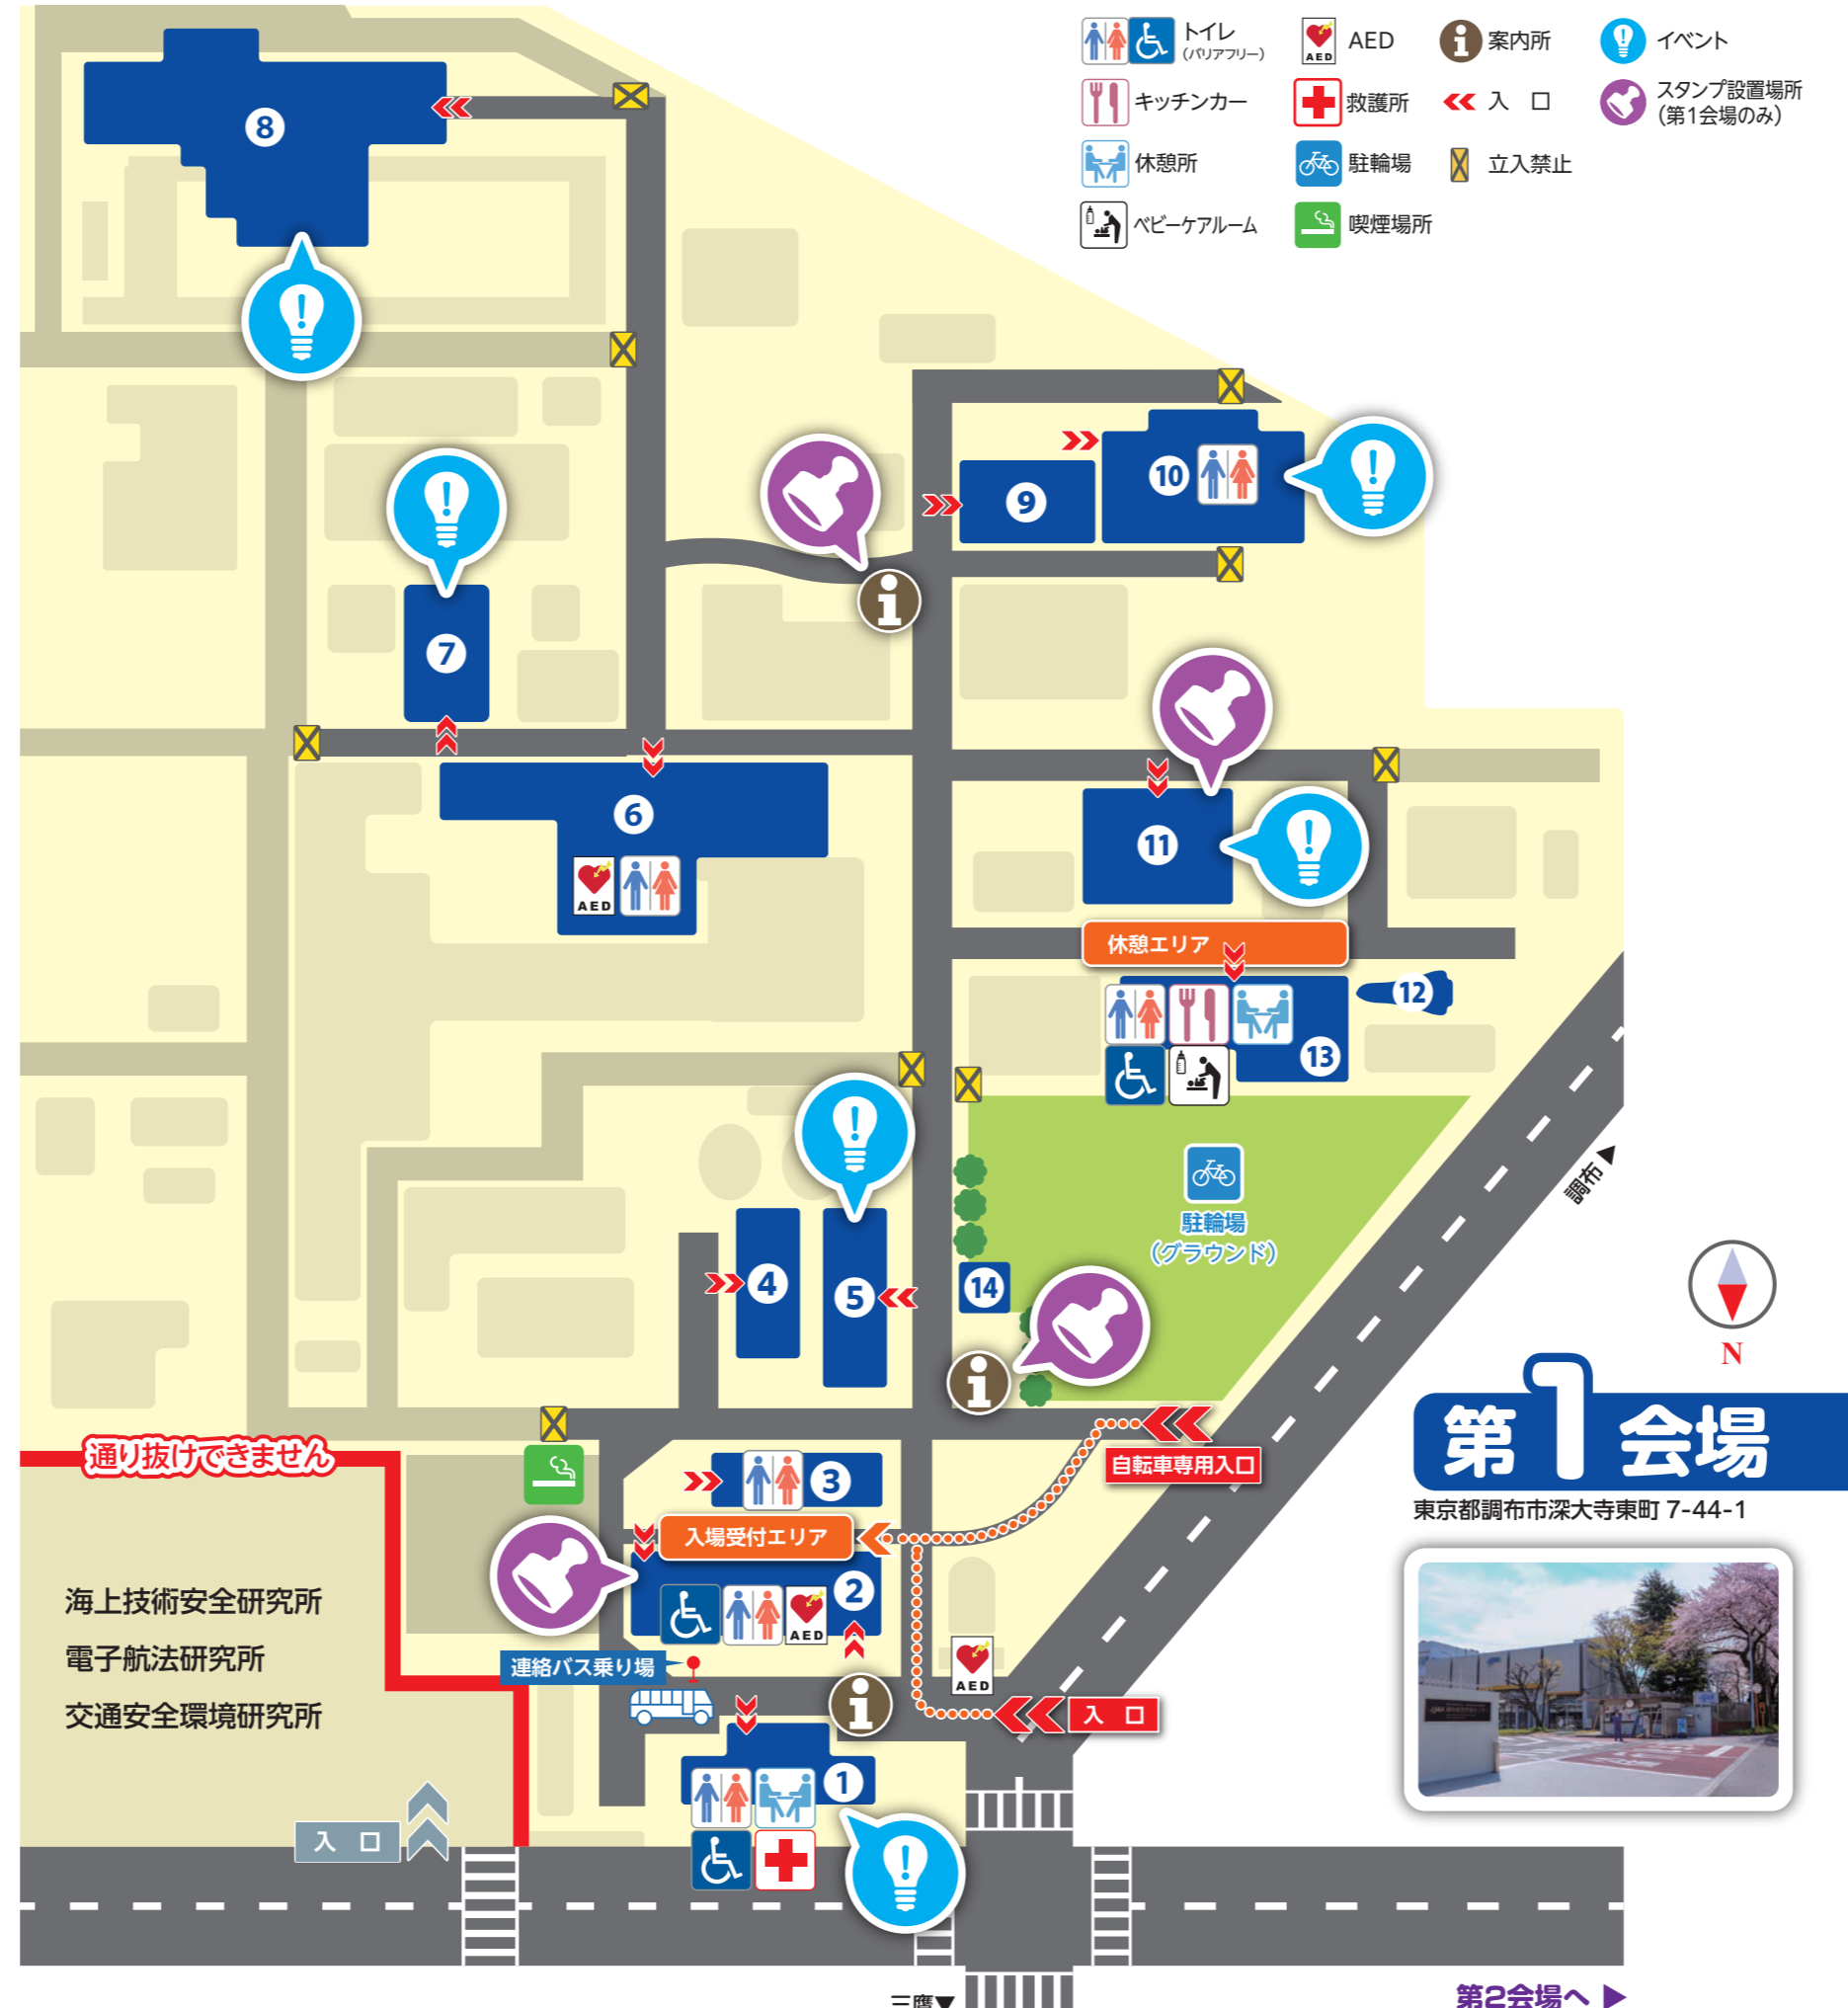 トイレ
（バリアフリー）
AED
AED
案内所
イベント
キッチンカー
救護所
入 口
スタンプ設置場所
（第1会場のみ）
休憩所
駐輪場
立入禁止
ベビーケアルーム
喫煙場所
8
10
9
7
6
AED
11
休憩エリア
12
13
調布▲
駐輪場
（グラウンド）
4
5
14
N
第1会場
東京都調布市深大寺東町 7-44-1
通り抜けできません
自転車専用入口
3
入場受付エリア
2
AED
海上技術安全研究所
電子航法研究所
交通安全環境研究所
連絡バス乗り場
AED
入 口
1
入 口
三鷹▼
第2会場へ ▶